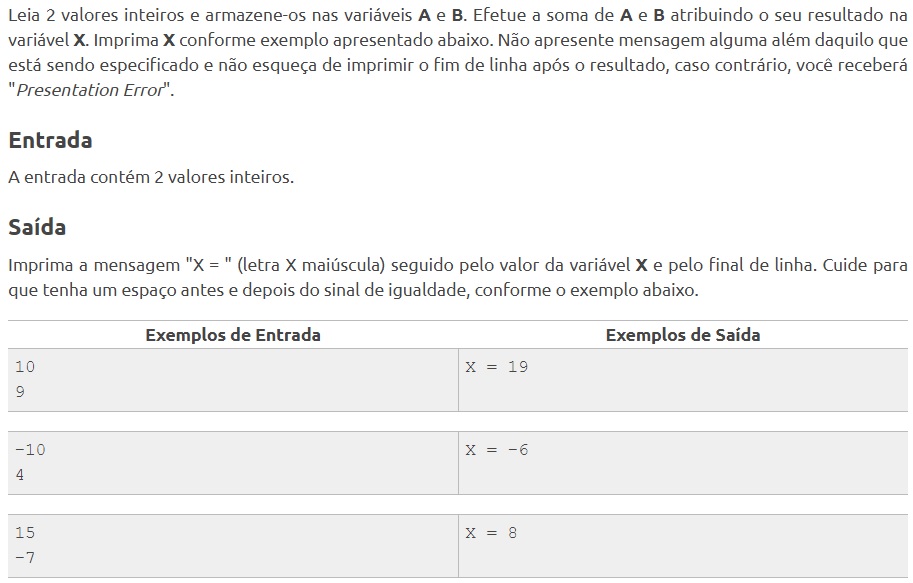 Leia 2 valores inteiros e armazene-os nas variáveis A e B. Efetue a soma de A e B atribuindo o seu resultado na
variável X. Imprima X conforme exemplo apresentado abaixo. Não apresente mensagem alguma além daquilo que
está sendo especificado e não esqueça de imprimir o fim de linha após o resultado, caso contrário, você receberá
"Presentation Error".
Entrada
A entrada contém 2 valores inteiros.
Saída
Imprima a mensagem "X = " (letra X maiúscula) seguido pelo valor da variável X e pelo final de linha. Cuide para
que tenha um espaço antes e depois do sinal de igualdade, conforme o exemplo abaixo.
Exemplos de Entrada Exemplos de Saída
10 X = 19
9
-10 X = -6
4
15 X = 8
-7